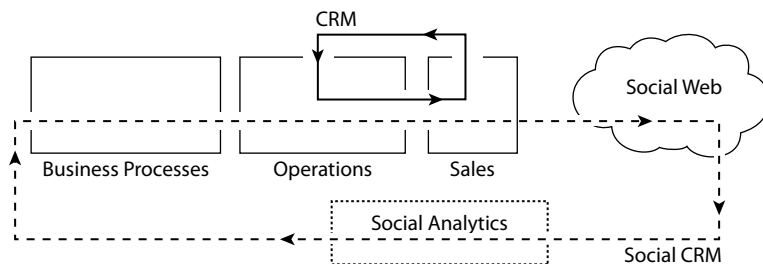 CRM
Social Web
Business Processes
Operations
Sales
Social Analytics
Social CRM